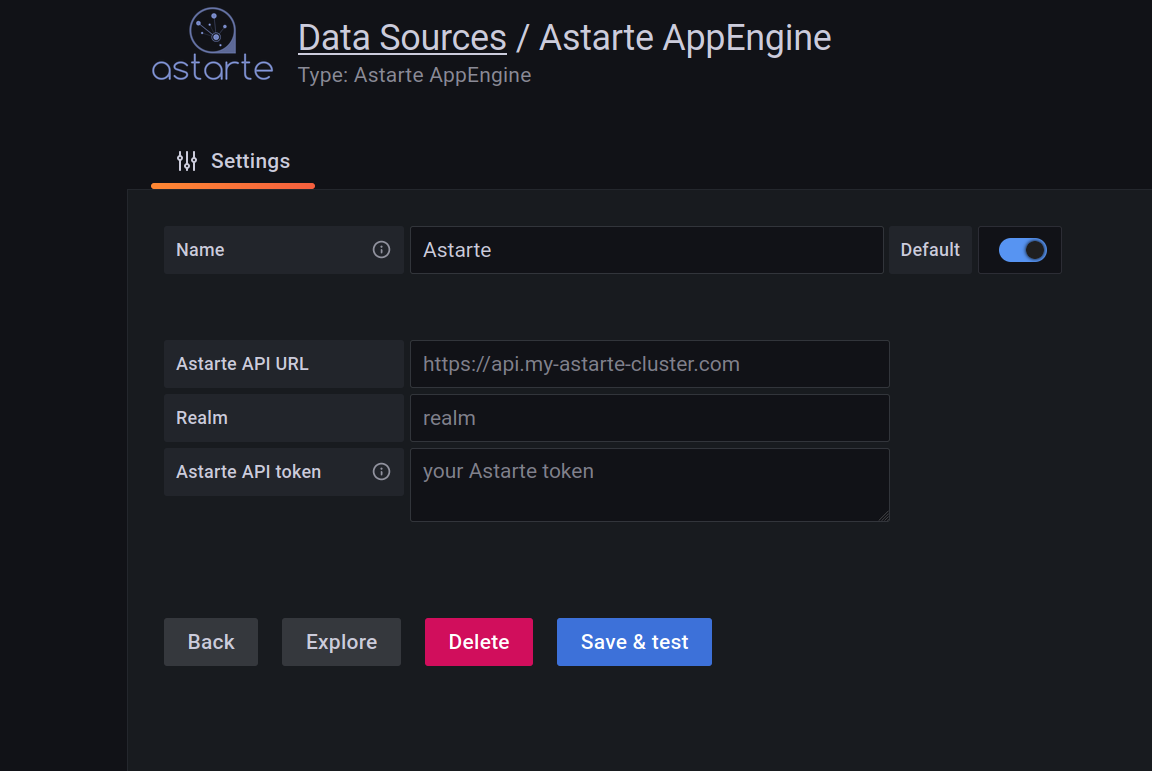 astarte
Data Sources / Astarte AppEngine
Type: Astarte AppEngine
Settings
Name Astarte Default
Astarte API URL https://api.my-astarte-cluster.com
Realm realm
Astarte API token your Astarte token
Back Explore Delete Save & test